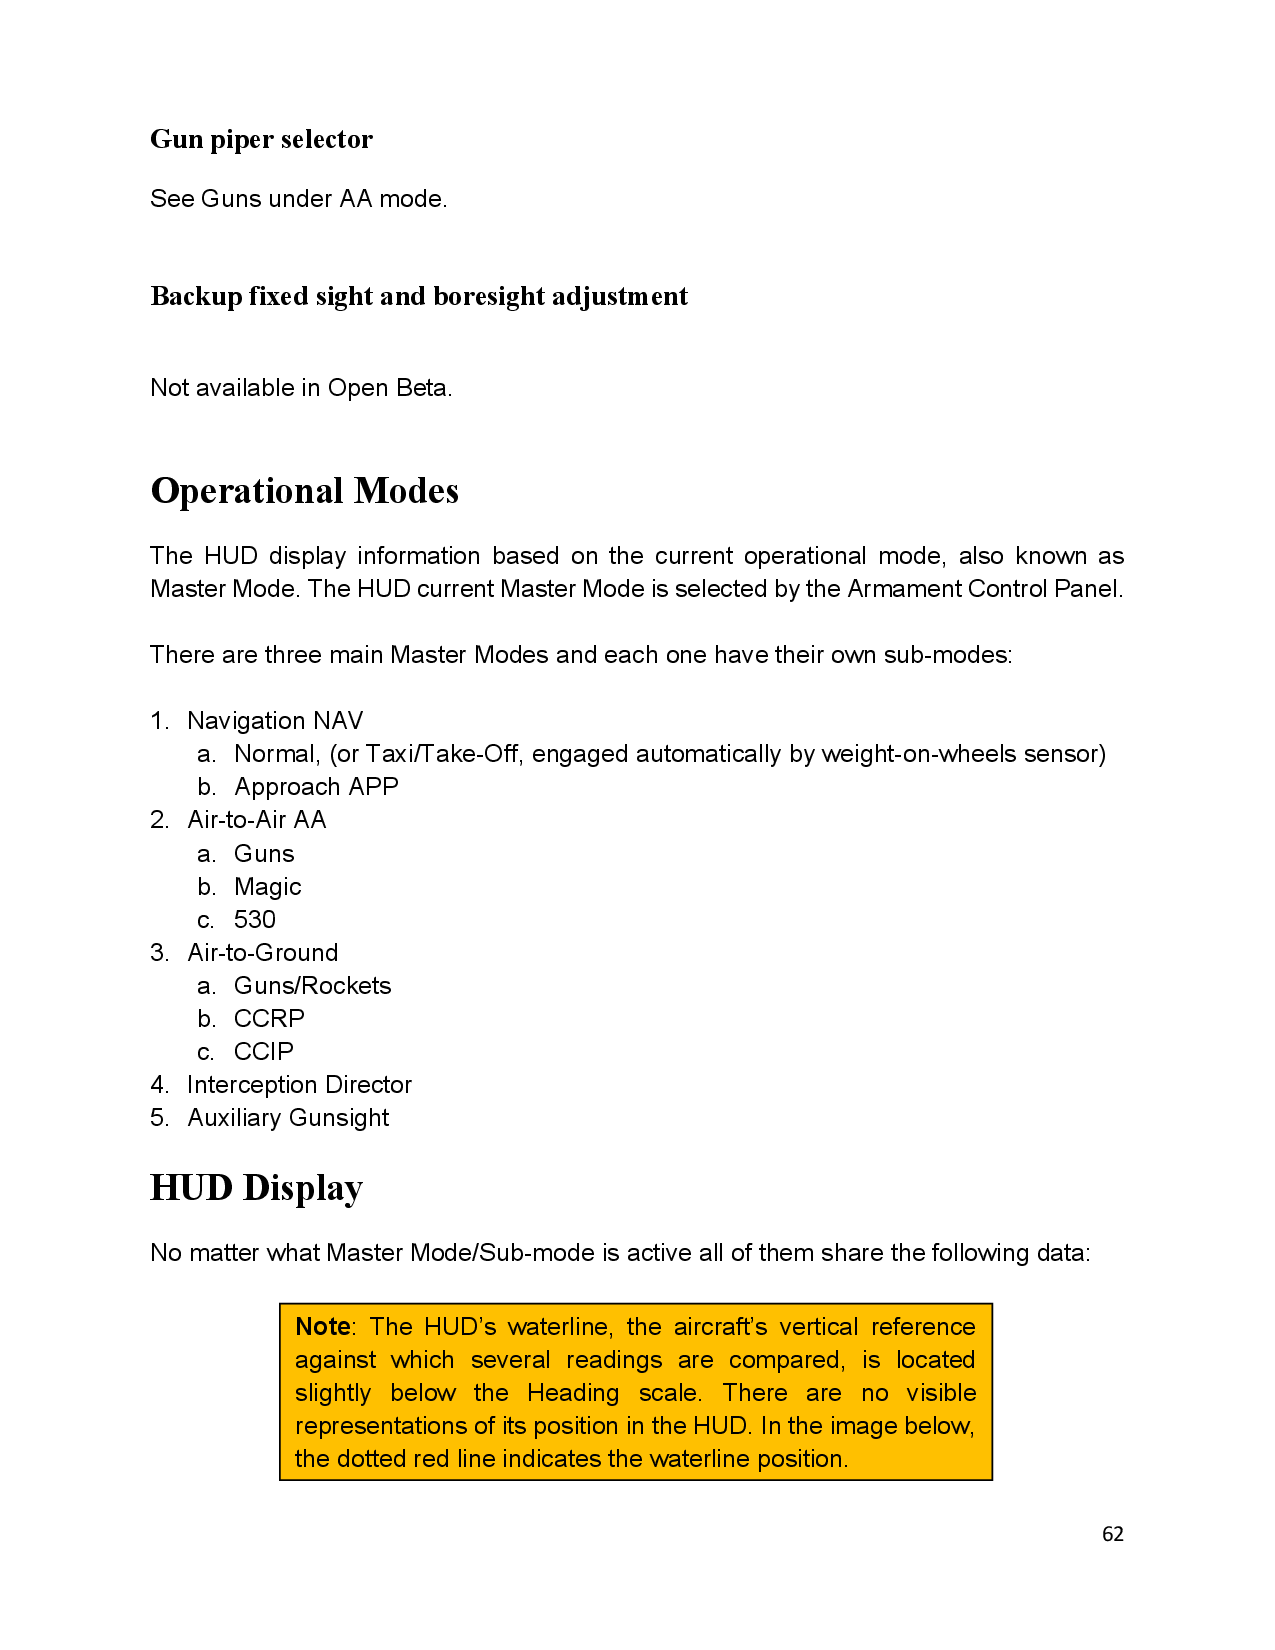 Gun piper selector
See Guns under AA mode.
Backup fixed sight and boresight adjustment
Not available in Open Beta.
Operational Modes
The HUD display information based on the current operational mode, also known as
Master Mode. The HUD current Master Mode is selected by the Armament Control Panel.
There are three main Master Modes and each one have their own sub-modes:
1. Navigation NAV
a. Normal, (or Taxi/Take-Off, engaged automatically by weight-on-wheels sensor)
b. Approach APP
2. Air-to-Air AA
a. Guns
b. Magic
c. 530
3. Air-to-Ground
a. Guns/Rockets
b. CCRP
c. CCIP
4. Interception Director
5. Auxiliary Gunsight
HUD Display
No matter what Master Mode/Sub-mode is active all of them share the following data:
Note: The HUD’s waterline, the aircraft’s vertical reference
against which several readings are compared, is located
slightly below the Heading scale. There are no visible
representations of its position in the HUD. In the image below,
the dotted red line indicates the waterline position.
62